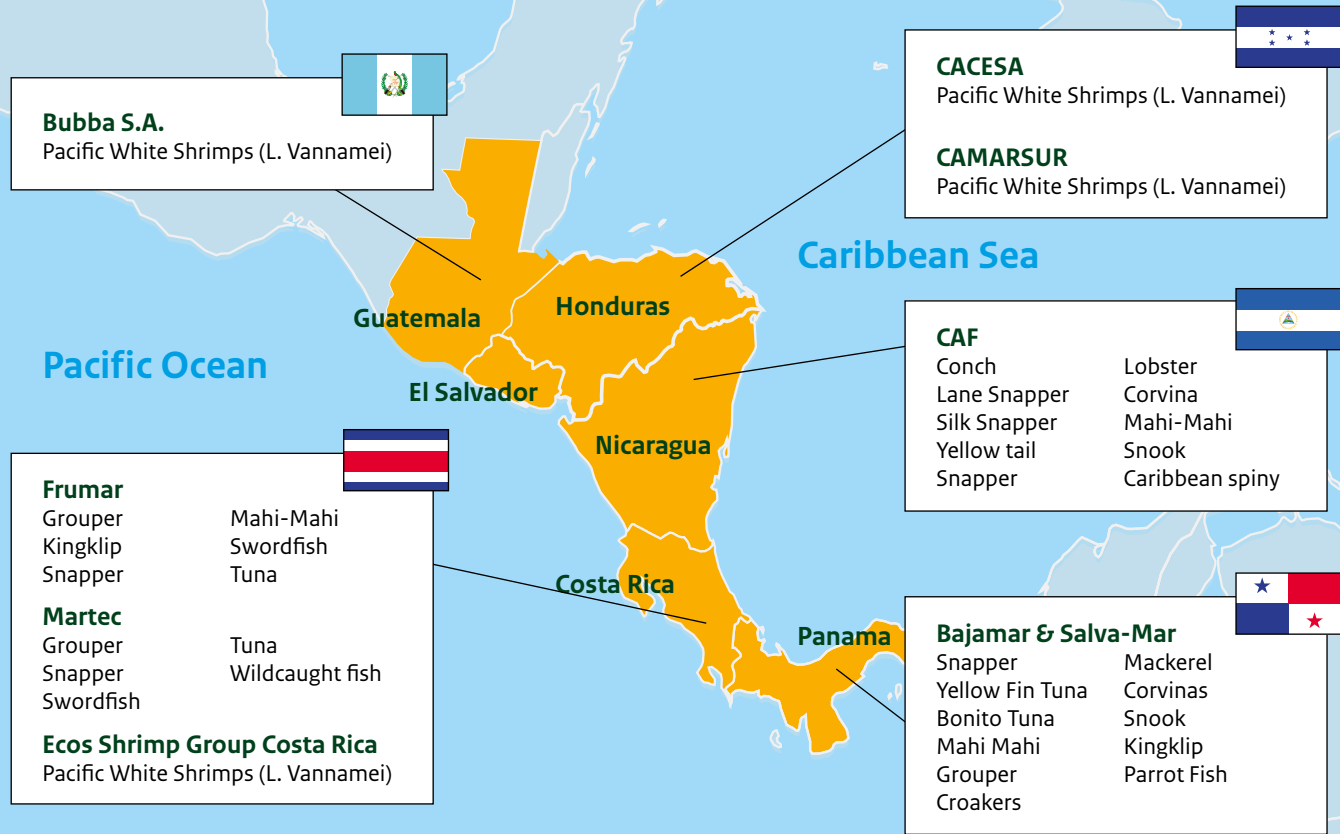 Bubba S.A.
Pacific White Shrimps (L. Vannamei)
CACESA
Pacific White Shrimps (L. Vannamei)
CAMARSUR
Pacific White Shrimps (L. Vannamei)
Caribbean Sea
Pacific Ocean
Guatemala
Honduras
El Salvador
Nicaragua
Costa Rica
Panama
CAF
Conch
Lane Snapper
Silk Snapper
Yellow tail
Snapper
Lobster
Corvina
Mahi-Mahi
Snook
Caribbean spiny
Frumar
Grouper
Kingklip
Snapper
Mahi-Mahi
Swordfish
Tuna
Martec
Grouper
Snapper
Swordfish
Tuna
Wildcaught fish
Ecos Shrimp Group Costa Rica
Pacific White Shrimps (L. Vannamei)
Bajamar & Salva-Mar
Snapper
Yellow Fin Tuna
Bonito Tuna
Mahi Mahi
Grouper
Croakers
Mackerel
Corvinas
Snook
Kingklip
Parrot Fish